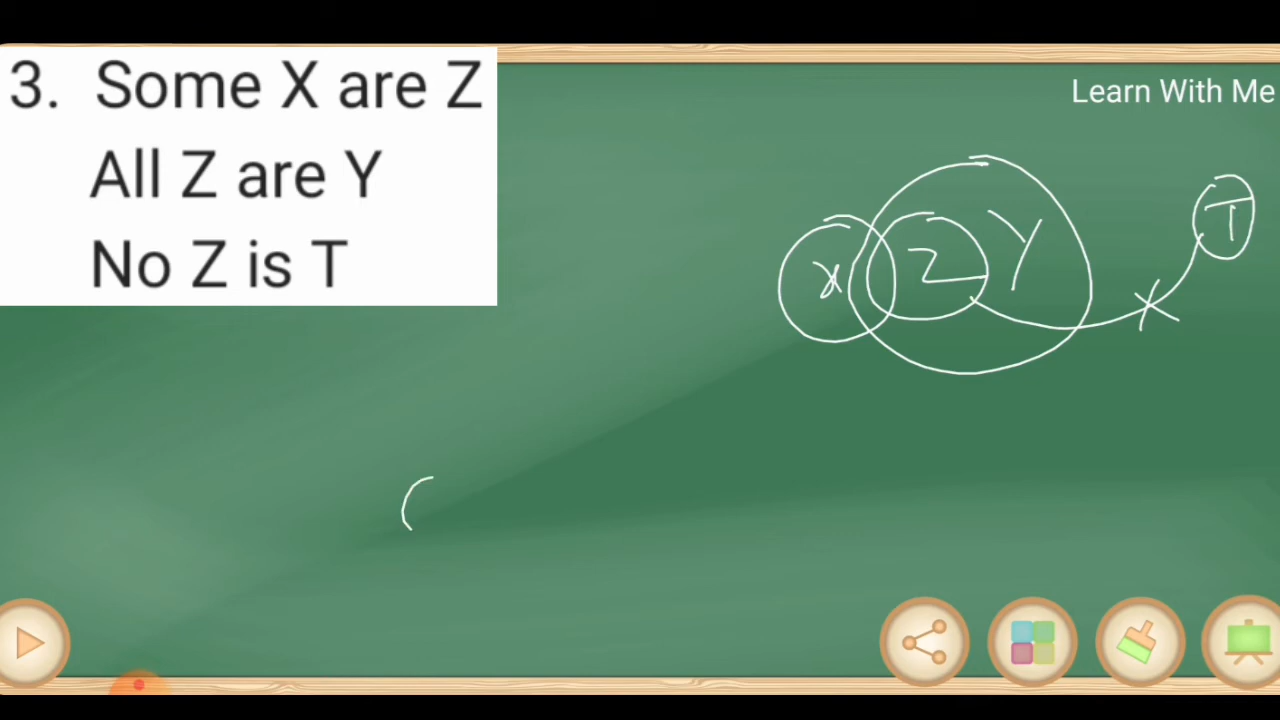 3. Some X are Z
All Z are Y
No Z is T
Learn With Me
X
Z
Y
T